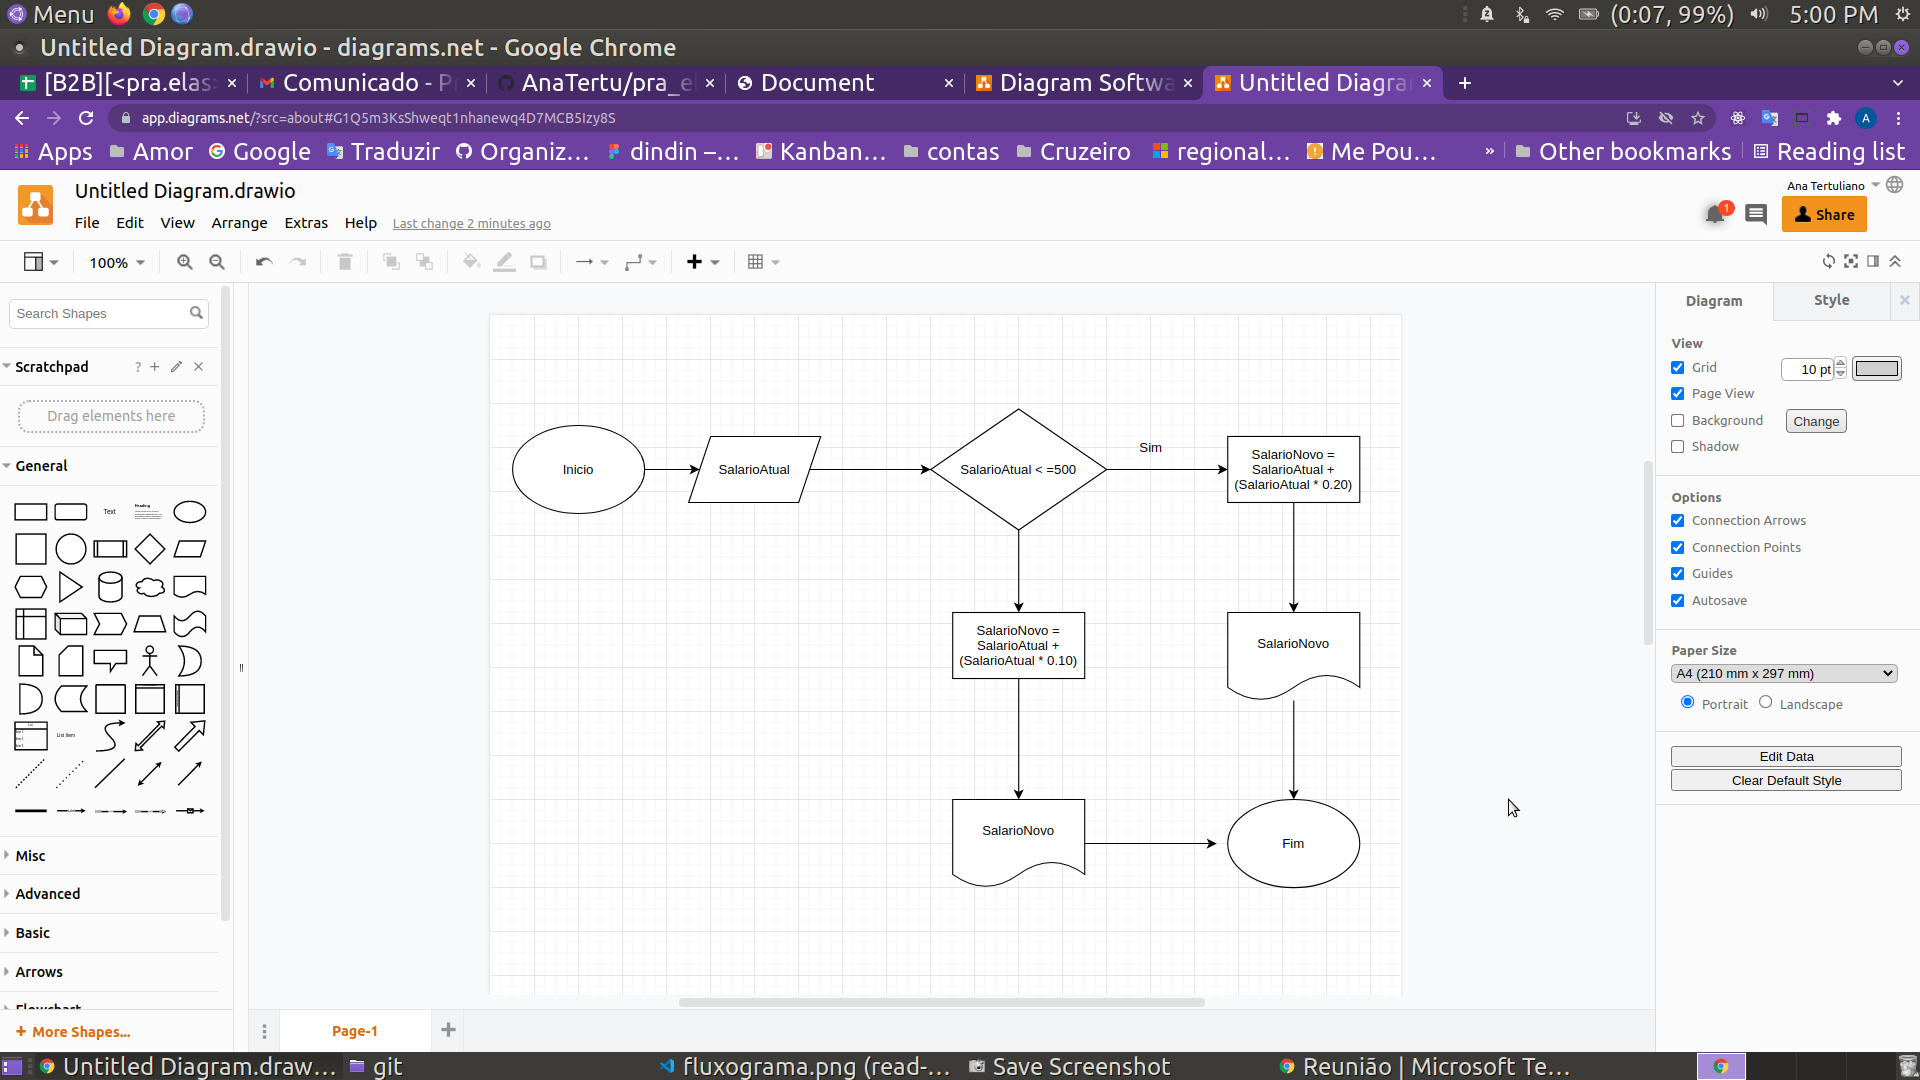 Menu
(0:07, 99%)
5:00 PM
Untitled Diagram.drawio - diagrams.net - Google Chrome
[B2B][<pra.elas
Comunicado - P
AnaTertu/pra_e
Document
Diagram Softwa
Untitled Diagra
app.diagrams.net/?src=about#G1Q5m3KsShweqt1nhanewq4D7MCB5Izy8S
A
Apps
Amor
Google
Traduzir
Organiz...
dindin –...
Kanban...
contas
Cruzeiro
regional...
Me Pou...
»
Other bookmarks
Reading list
Untitled Diagram.drawio
Ana Tertuliano
File
Edit
View
Arrange
Extras
Help
Last change 2 minutes ago
1
Share
100%
Search Shapes
Scratchpad
?
Drag elements here
General
Text
Heading
List Item
Misc
Advanced
Basic
Arrows
Flowchart
+ More Shapes...
Inicio
SalarioAtual
SalarioAtual < =500
Sim
SalarioNovo =
SalarioAtual +
(SalarioAtual * 0.20)
SalarioNovo =
SalarioAtual +
(SalarioAtual * 0.10)
SalarioNovo
SalarioNovo
Fim
Page-1
Diagram
Style
View
Grid
10 pt
Page View
Background
Change
Shadow
Options
Connection Arrows
Connection Points
Guides
Autosave
Paper Size
A4 (210 mm x 297 mm)
Portrait
Landscape
Edit Data
Clear Default Style
Untitled Diagram.draw...
git
fluxograma.png (read-...
Save Screenshot
Reunião | Microsoft Te...